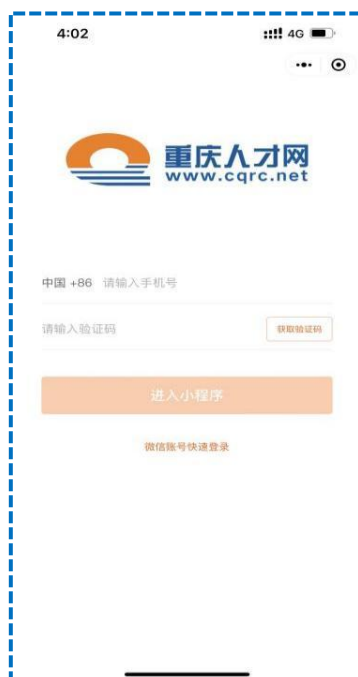 4:02 4G
重庆人才网
www.cqrc.net
中国 +86 请输入手机号
请输入验证码 获取验证码
进入小程序
微信账号快速登录